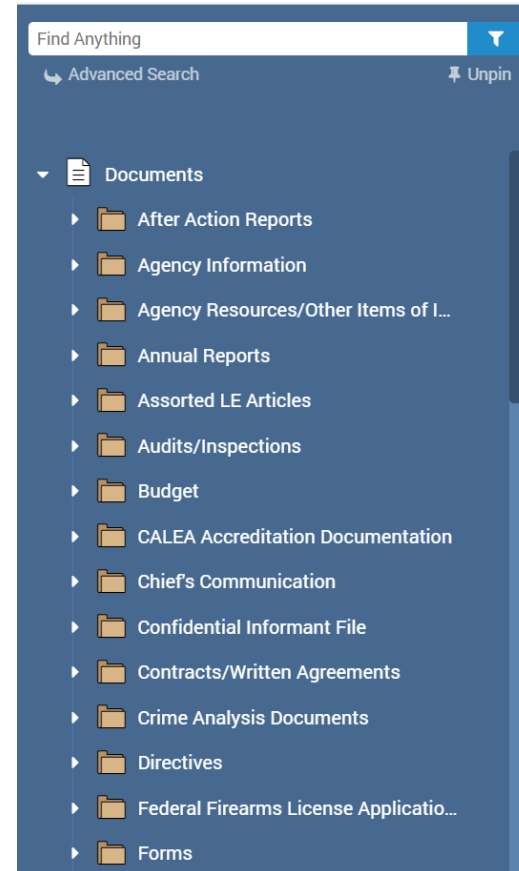 Find Anything
Advanced Search
Unpin
Documents
After Action Reports
Agency Information
Agency Resources/Other Items of I...
Annual Reports
Assorted LE Articles
Audits/Inspections
Budget
CALEA Accreditation Documentation
Chief's Communication
Confidential Informant File
Contracts/Written Agreements
Crime Analysis Documents
Directives
Federal Firearms License Applicatio...
Forms